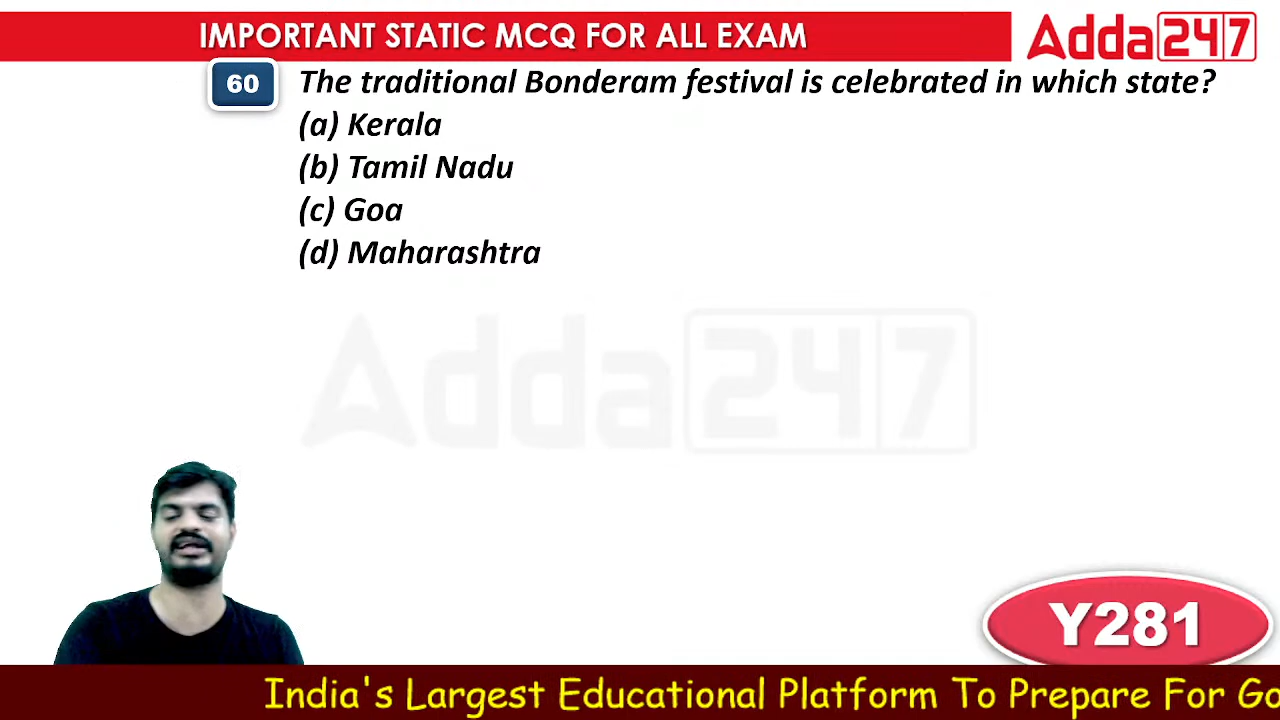 IMPORTANT STATIC MCQ FOR ALL EXAM
Adda247
60 The traditional Bonderam festival is celebrated in which state?
(a) Kerala
(b) Tamil Nadu
(c) Goa
(d) Maharashtra
Adda247
Y281
India's Largest Educational Platform To Prepare For Go